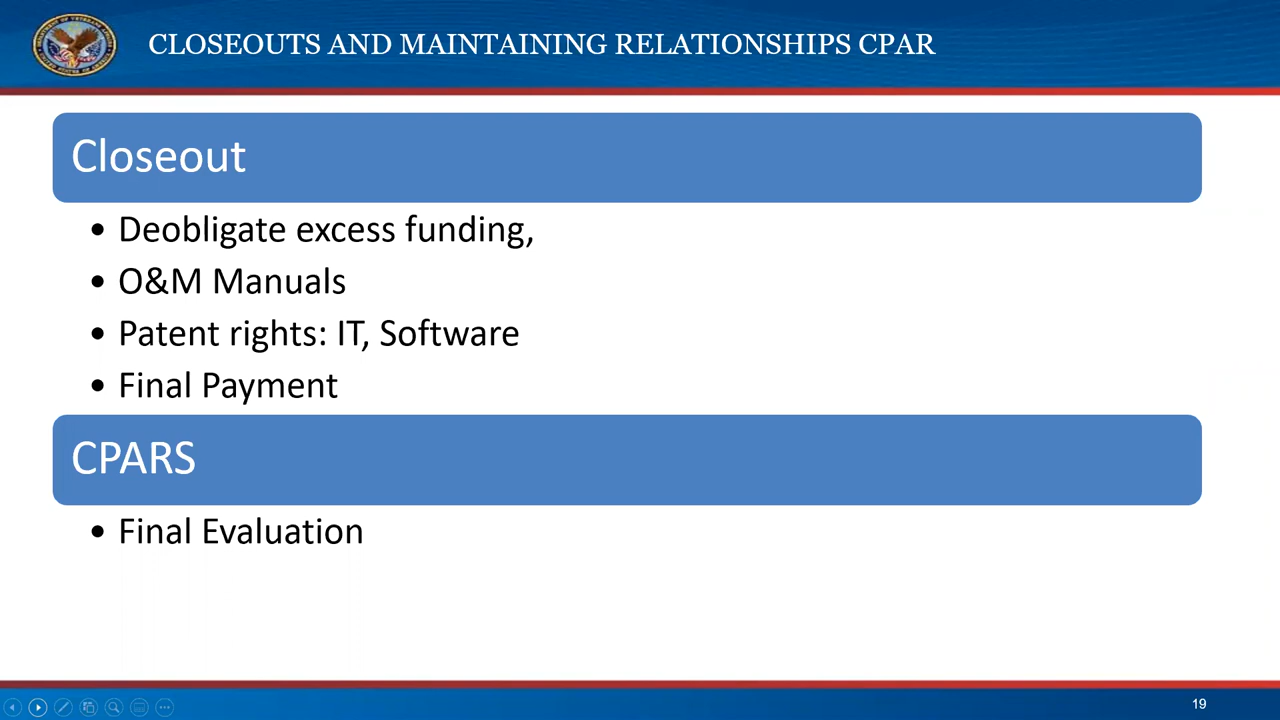 CLOSEOUTS AND MAINTAINING RELATIONSHIPS CPAR
Closeout
• Deobligate excess funding,
• O&M Manuals
• Patent rights: IT, Software
• Final Payment
CPARS
• Final Evaluation
19